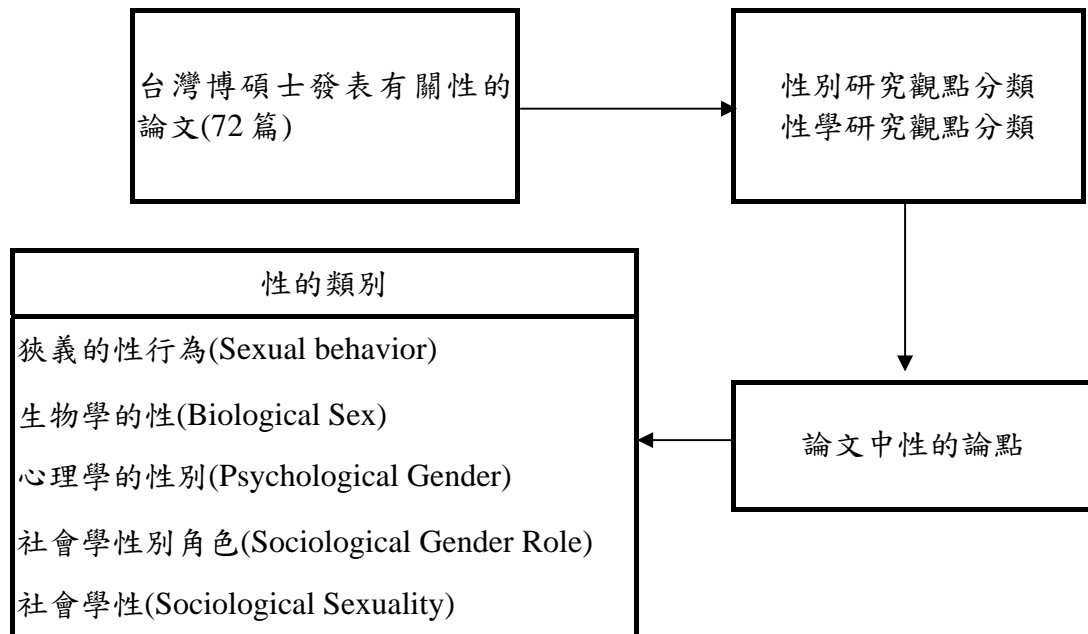 台灣博碩士發表有關性的
論文(72 篇)
性別研究觀點分類
性學研究觀點分類
論文中性的論點
性的類別
狹義的性行為(Sexual behavior)
生物學的性(Biological Sex)
心理學的性別(Psychological Gender)
社會學性別角色(Sociological Gender Role)
社會學性(Sociological Sexuality)